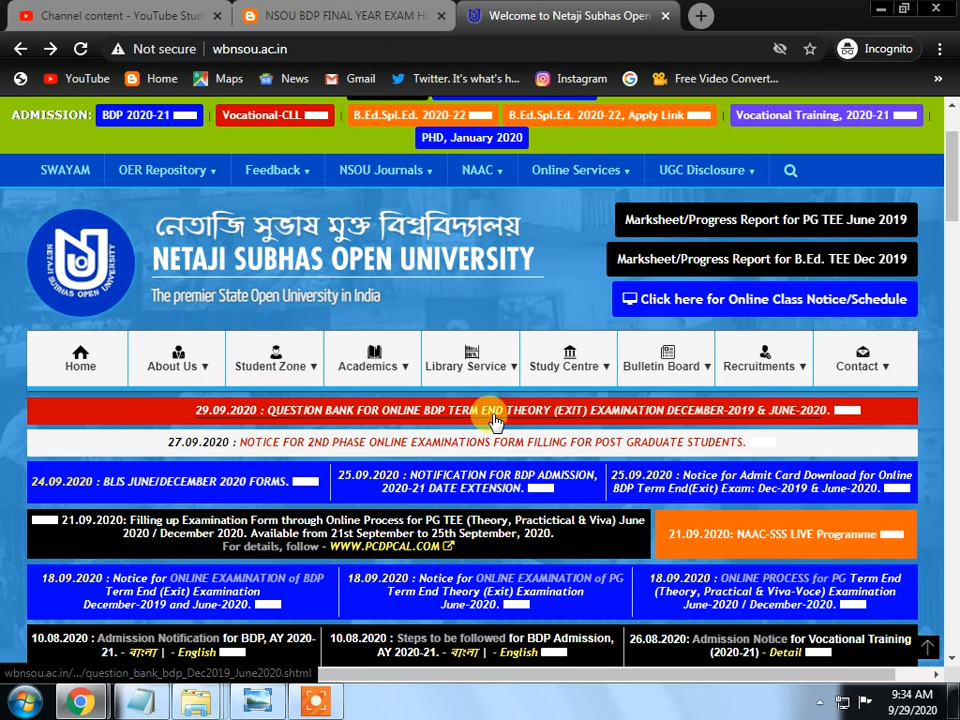 Channel content - YouTube Stud
NSOU BDP FINAL YEAR EXAM HE
Welcome to Netaji Subhas Open
Not secure
wbnsou.ac.in
Incognito
YouTube
Home
Maps
News
Gmail
Twitter. It's what's h...
Instagram
Free Video Convert...
»
ADMISSION:
BDP 2020-21
|
Vocational-CLL
|
B.Ed.Spl.Ed. 2020-22
B.Ed.Spl.Ed. 2020-22, Apply Link
|
Vocational Training, 2020-21
|
PHD, January 2020
SWAYAM
OER Repository
Feedback
NSOU Journals
NAAC
Online Services
UGC Disclosure
নেতাজি সুভাষ মুক্ত বিশ্ববিদ্যালয়
NETAJI SUBHAS OPEN UNIVERSITY
The premier State Open University in India
NETAJI SUBHAS OPEN UNIVERSITY
Marksheet/Progress Report for PG TEE June 2019
Marksheet/Progress Report for B.Ed. TEE Dec 2019
Click here for Online Class Notice/Schedule
Home
About Us
Student Zone
Academics
Library Service
Study Centre
Bulletin Board
Recruitments
Contact
29.09.2020 : QUESTION BANK FOR ONLINE BDP TERM END THEORY (EXIT) EXAMINATION DECEMBER-2019 & JUNE-2020.
27.09.2020 : NOTICE FOR 2ND PHASE ONLINE EXAMINATIONS FORM FILLING FOR POST GRADUATE STUDENTS.
24.09.2020 : BLIS JUNE/DECEMBER 2020 FORMS.
25.09.2020 : NOTIFICATION FOR BDP ADMISSION,
2020-21 DATE EXTENSION.
25.09.2020 : Notice for Admit Card Download for Online
BDP Term End(Exit) Exam: Dec-2019 & June-2020.
21.09.2020: Filling up Examination Form through Online Process for PG TEE (Theory, Practictical & Viva) June
2020 / December 2020. Available from 21st September to 25th September, 2020.
For details, follow - WWW.PCDPCAL.COM
21.09.2020: NAAC-SSS LIVE Programme
18.09.2020 : Notice for ONLINE EXAMINATION of BDP
Term End (Exit) Examination
December-2019 and June-2020.
18.09.2020 : Notice for ONLINE EXAMINATION of PG
Term End Theory (Exit) Examination
June-2020.
18.09.2020 : ONLINE PROCESS for PG Term End
(Theory, Practical & Viva-Voce) Examination
June-2020 / December-2020.
10.08.2020 : Admission Notification for BDP, AY 2020-
21. - বাংলা | - English
10.08.2020 : Steps to be followed for BDP Admission,
AY 2020-21. - বাংলা | - English
26.08.2020: Admission Notice for Vocational Training
(2020-21) - Detail
wbnsou.ac.in/.../question_bank_bdp_Dec2019_June2020.shtml
9:34 AM
9/29/2020